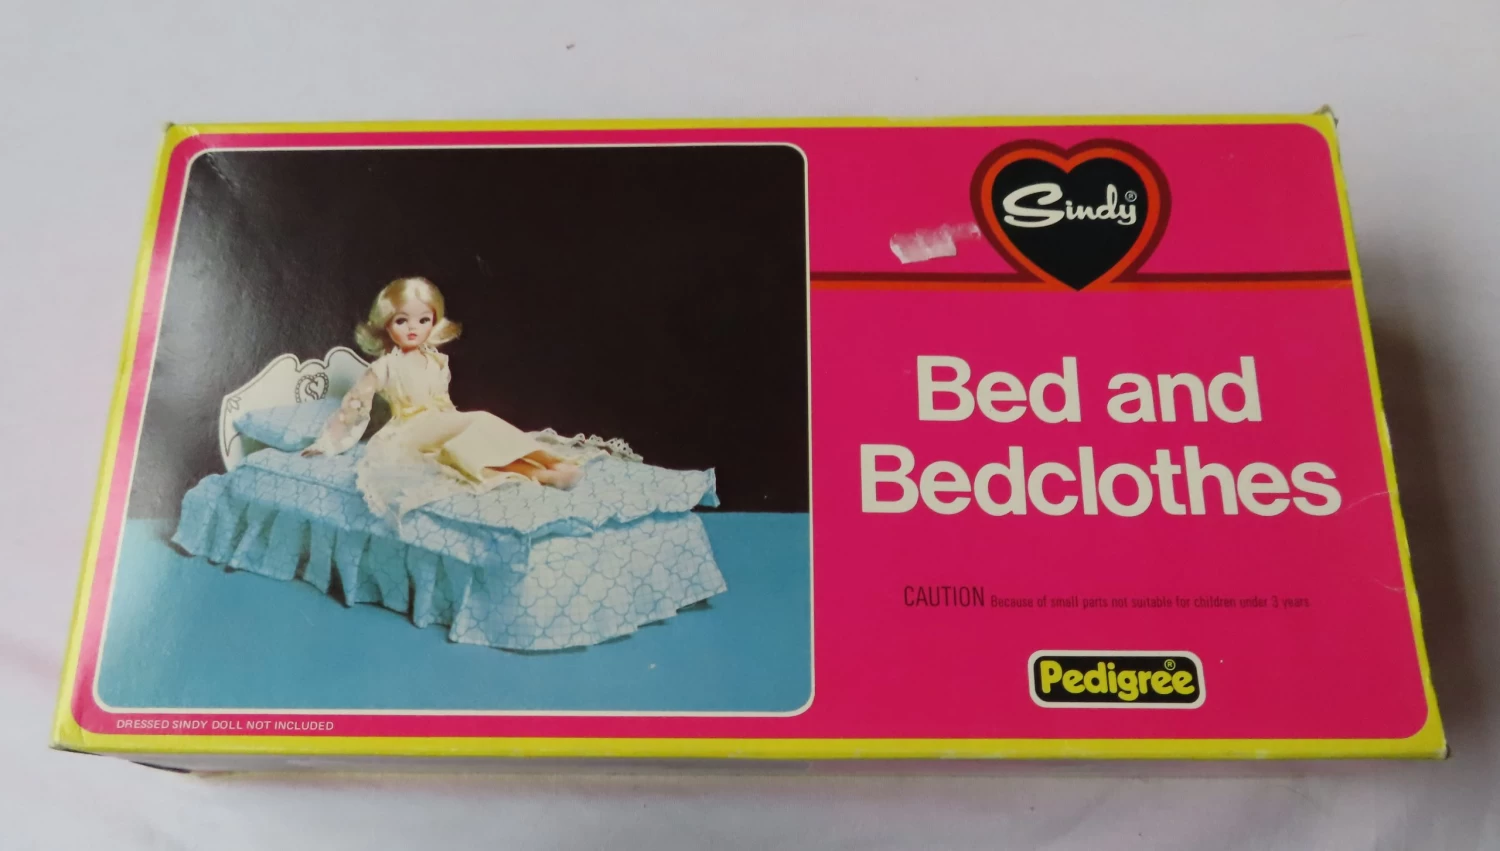 Sindy®
Bed and
Bedclothes
CAUTION Because of small parts not suitable for children under 3 years
Pedigree®
DRESSED SINDY DOLL NOT INCLUDED